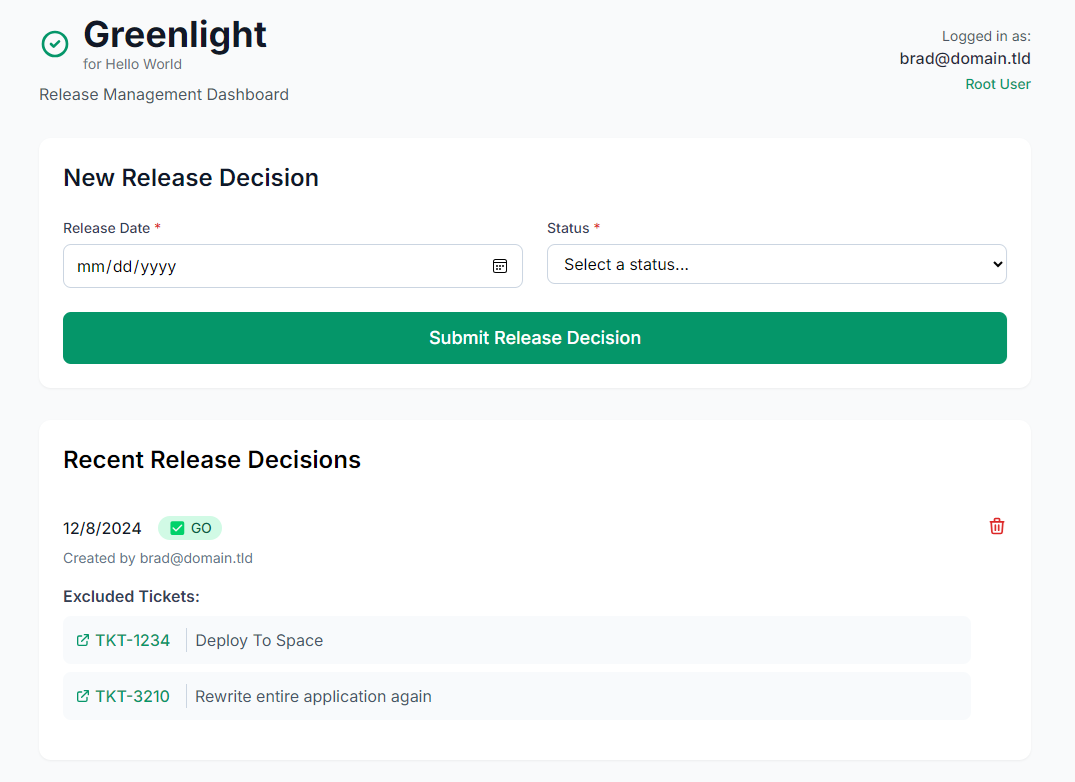 Greenlight
for Hello World
Release Management Dashboard
Logged in as:
brad@domain.tld
Root User
New Release Decision
Release Date *
Status *
mm/dd/yyyy
Select a status...
Submit Release Decision
Recent Release Decisions
12/8/2024 GO
Created by brad@domain.tld
Excluded Tickets:
TKT-1234 Deploy To Space
TKT-3210 Rewrite entire application again